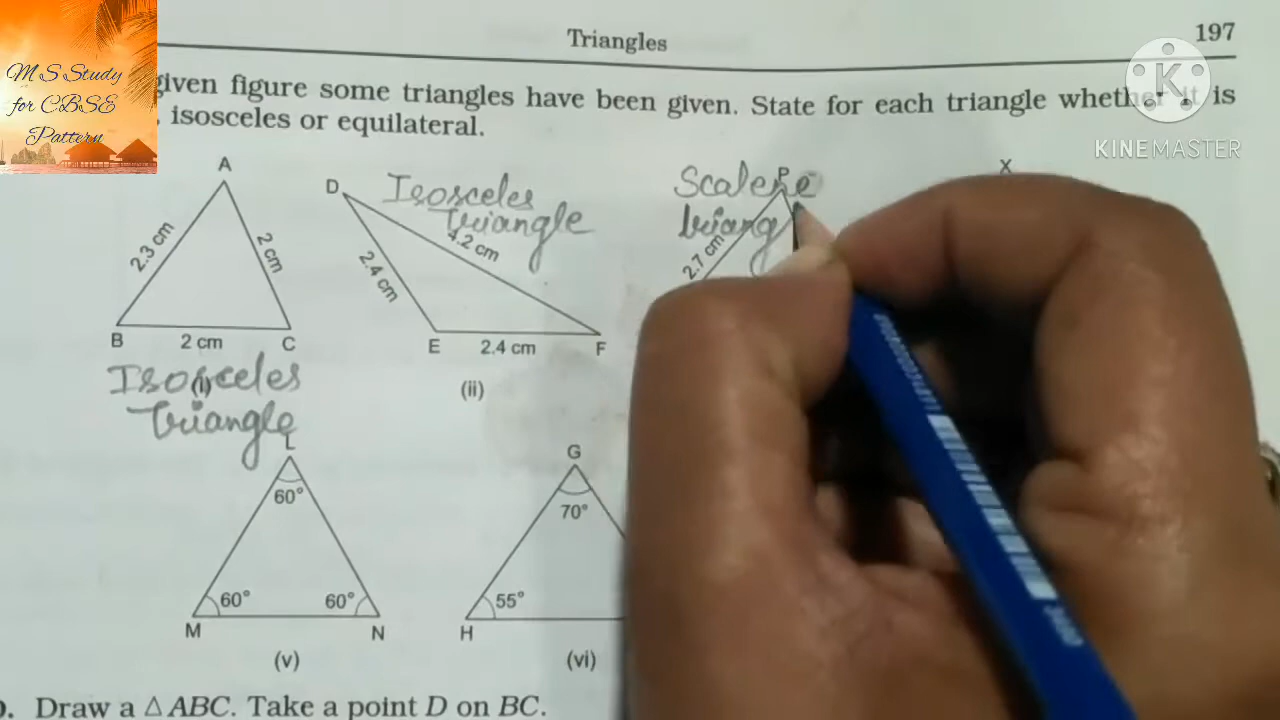 M S Study
for CBSE
Pattern
Triangles
197
given figure some triangles have been given. State for each triangle whether it is
, isosceles or equilateral.
KINEMASTER
A
2.3 cm
2 cm
B
2 cm
C
Isosceles
(i)
Triangle
D
Isosceles
Triangle
4.2 cm
2.4 cm
E
2.4 cm
F
(ii)
Scalene
P
triang
2.7 cm
X
L
60°
60°
60°
M
N
(v)
G
70°
55°
H
(vi)
Draw a △ABC. Take a point D on BC.